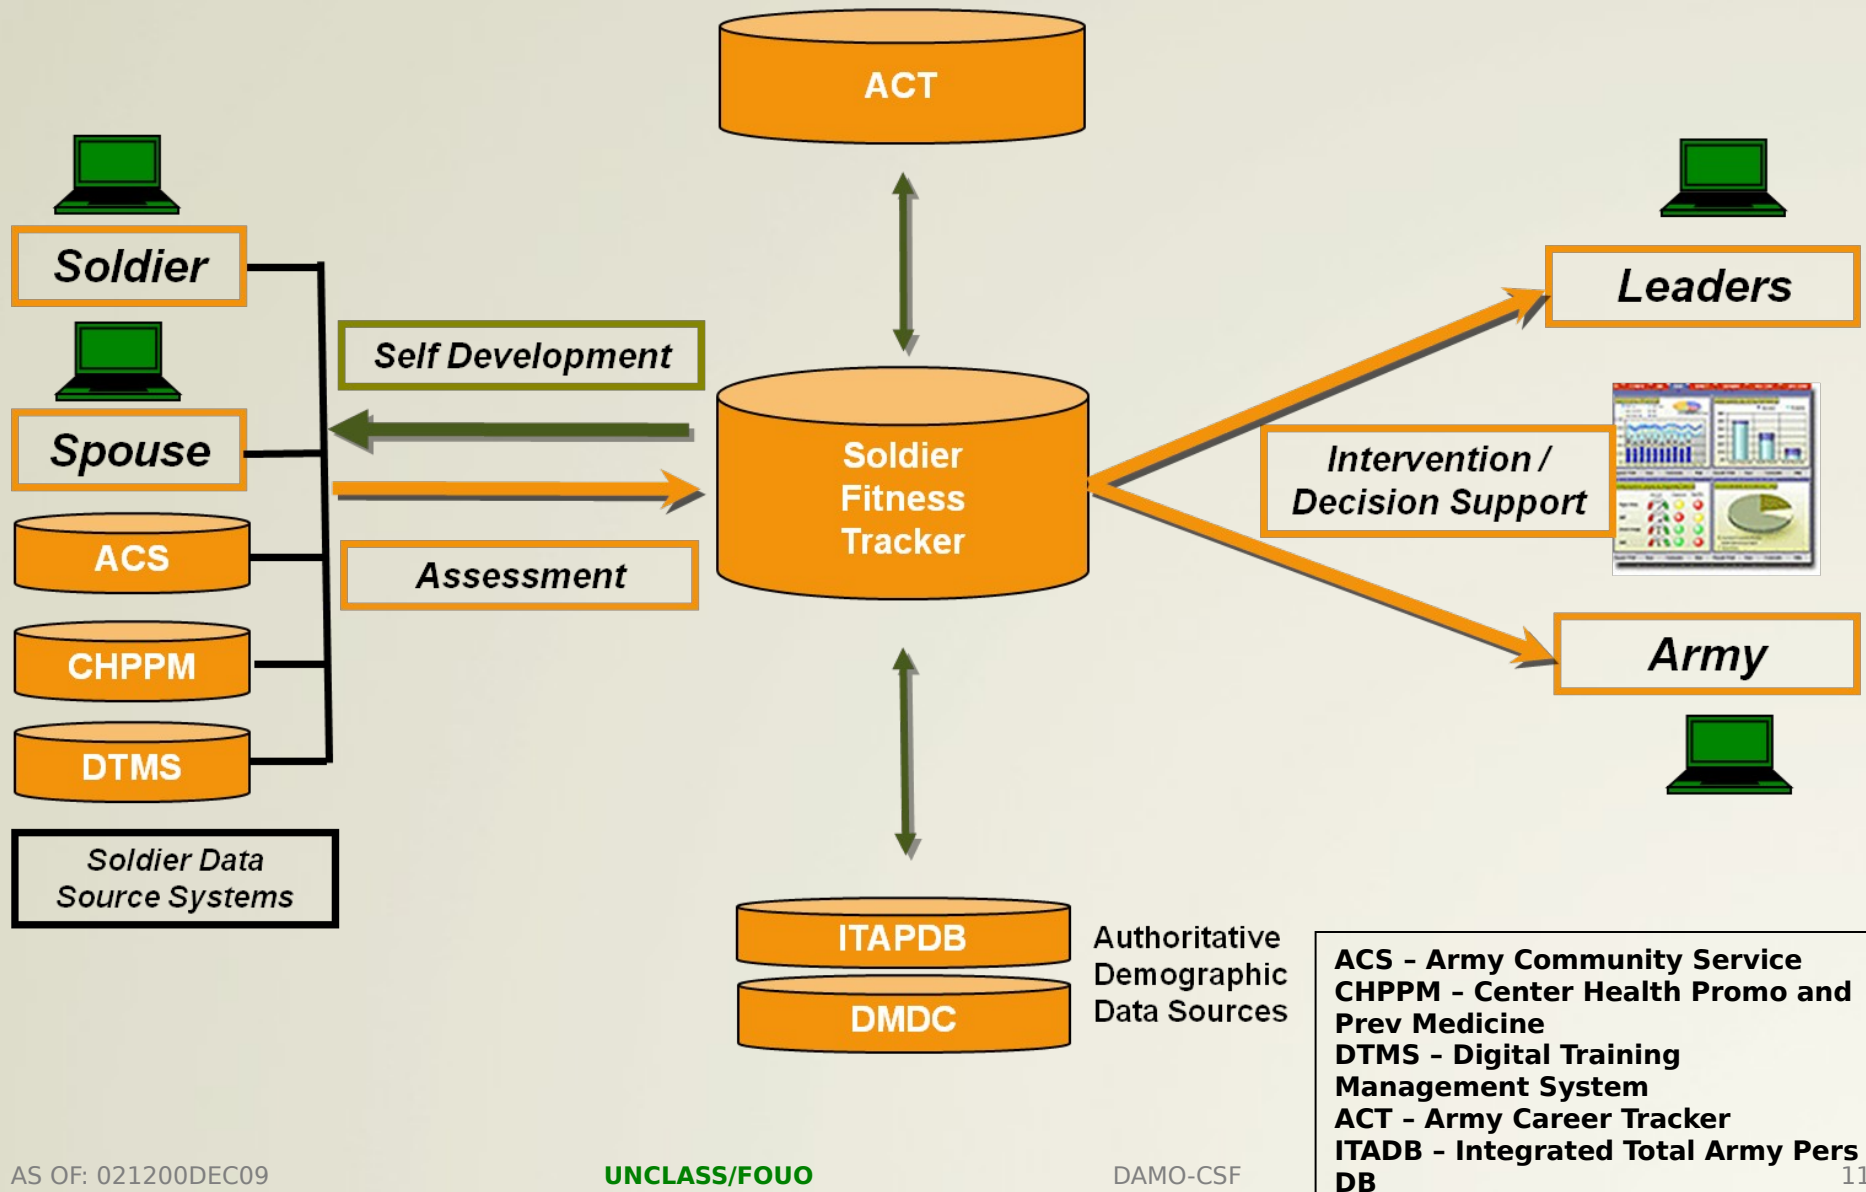 ACT
Soldier
Spouse
ACS
CHPPM
DTMS
Soldier Data
Source Systems
Self Development
Assessment
Soldier
Fitness
Tracker
Leaders
Intervention /
Decision Support
Army
ITAPDB
DMDC
Authoritative
Demographic
Data Sources
ACS – Army Community Service
CHPPM – Center Health Promo and
Prev Medicine
DTMS – Digital Training
Management System
ACT – Army Career Tracker
ITADB – Integrated Total Army Pers
DB
AS OF: 021200DEC09
UNCLASS/FOUO
DAMO-CSF
11